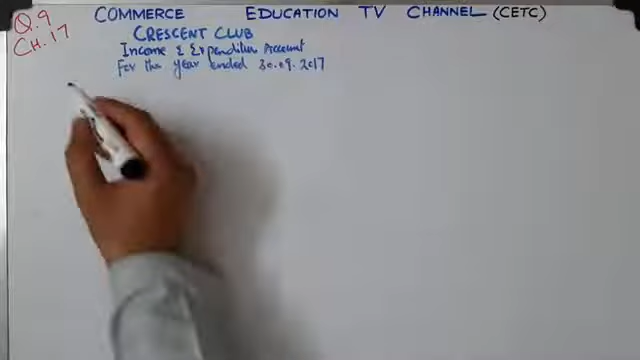 Q.9
CH.17
COMMERCE EDUCATION TV CHANNEL (CETC)
CRESCENT CLUB
Income & Expenditure Account
For the year ended 30.09.2017